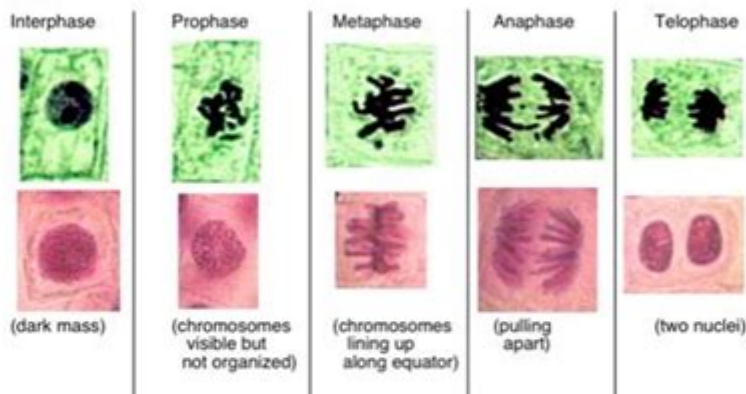 Interphase
Prophase
Metaphase
Anaphase
Telophase
(dark mass)
(chromosomes
visible but
not organized)
(chromosomes
lining up
along equator)
(pulling
apart)
(two nuclei)